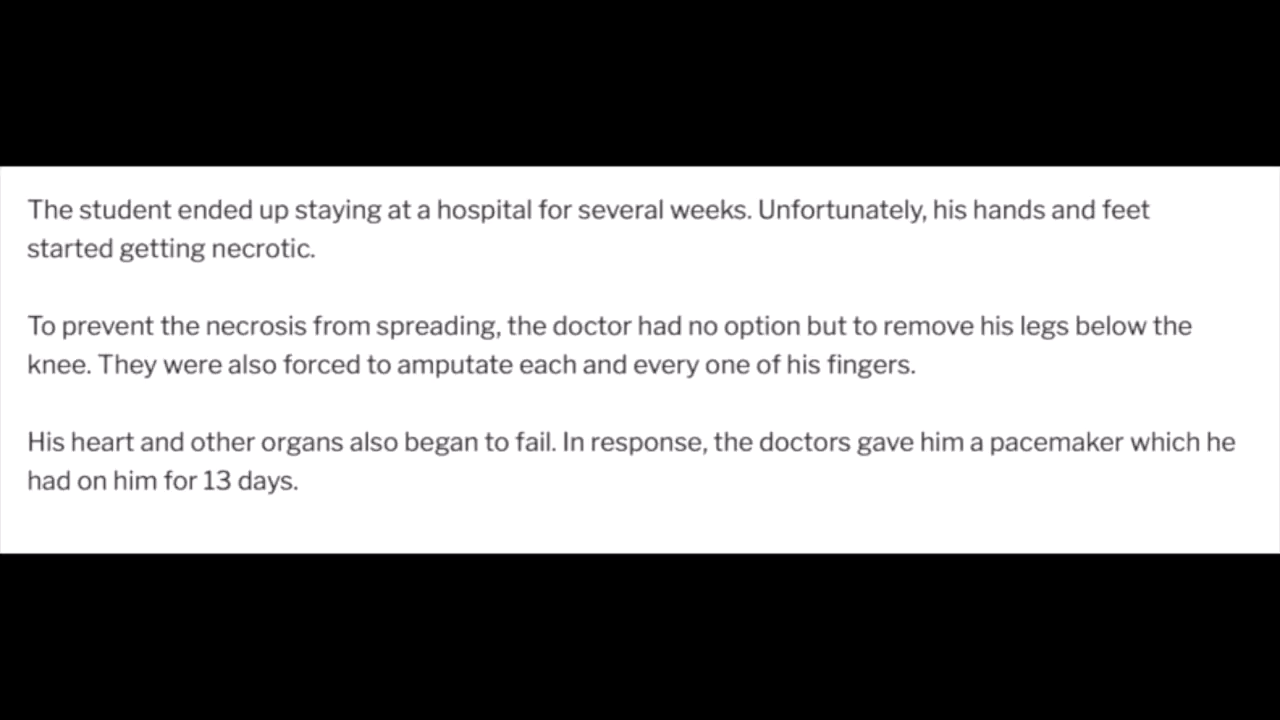 The student ended up staying at a hospital for several weeks. Unfortunately, his hands and feet
started getting necrotic.
To prevent the necrosis from spreading, the doctor had no option but to remove his legs below the
knee. They were also forced to amputate each and every one of his fingers.
His heart and other organs also began to fail. In response, the doctors gave him a pacemaker which he
had on him for 13 days.